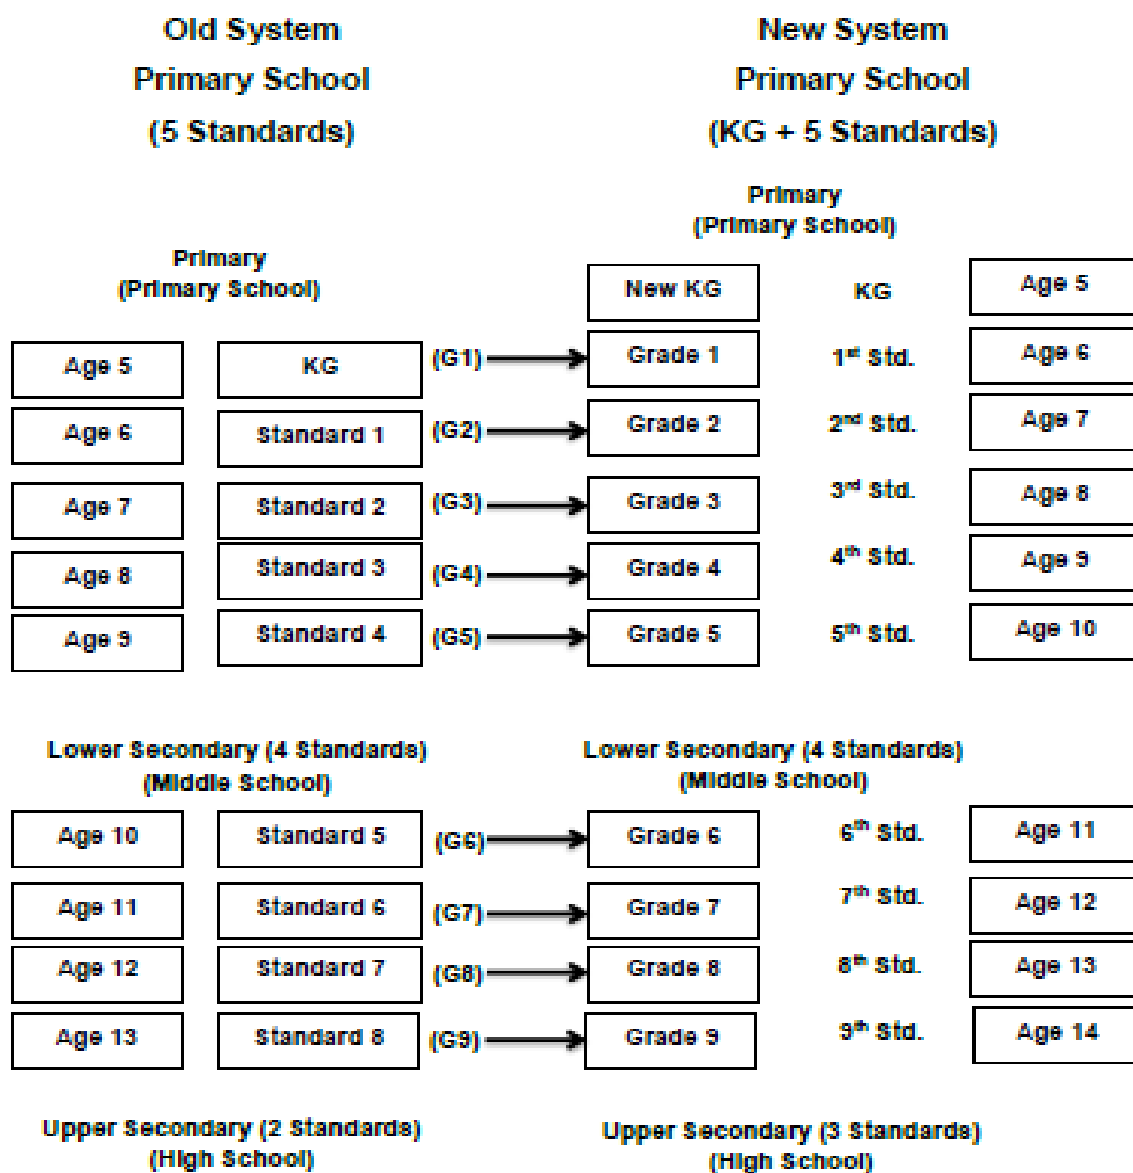 Old System
Primary School
(5 Standards)
New System
Primary School
(KG + 5 Standards)
Primary
(Primary School)
Primary
(Primary School)
New KG KG Age 5
Age 5 KG (G1) Grade 1 1st Std. Age 6
Age 6 Standard 1 (G2) Grade 2 2nd Std. Age 7
Age 7 Standard 2 (G3) Grade 3 3rd Std. Age 8
Age 8 Standard 3 (G4) Grade 4 4th Std. Age 9
Age 9 Standard 4 (G5) Grade 5 5th Std. Age 10
Lower Secondary (4 Standards)
(Middle School)
Lower Secondary (4 Standards)
(Middle School)
Age 10 Standard 5 (G6) Grade 6 6th Std. Age 11
Age 11 Standard 6 (G7) Grade 7 7th Std. Age 12
Age 12 Standard 7 (G8) Grade 8 8th Std. Age 13
Age 13 Standard 8 (G9) Grade 9 9th Std. Age 14
Upper Secondary (2 Standards)
(High School)
Upper Secondary (3 Standards)
(High School)